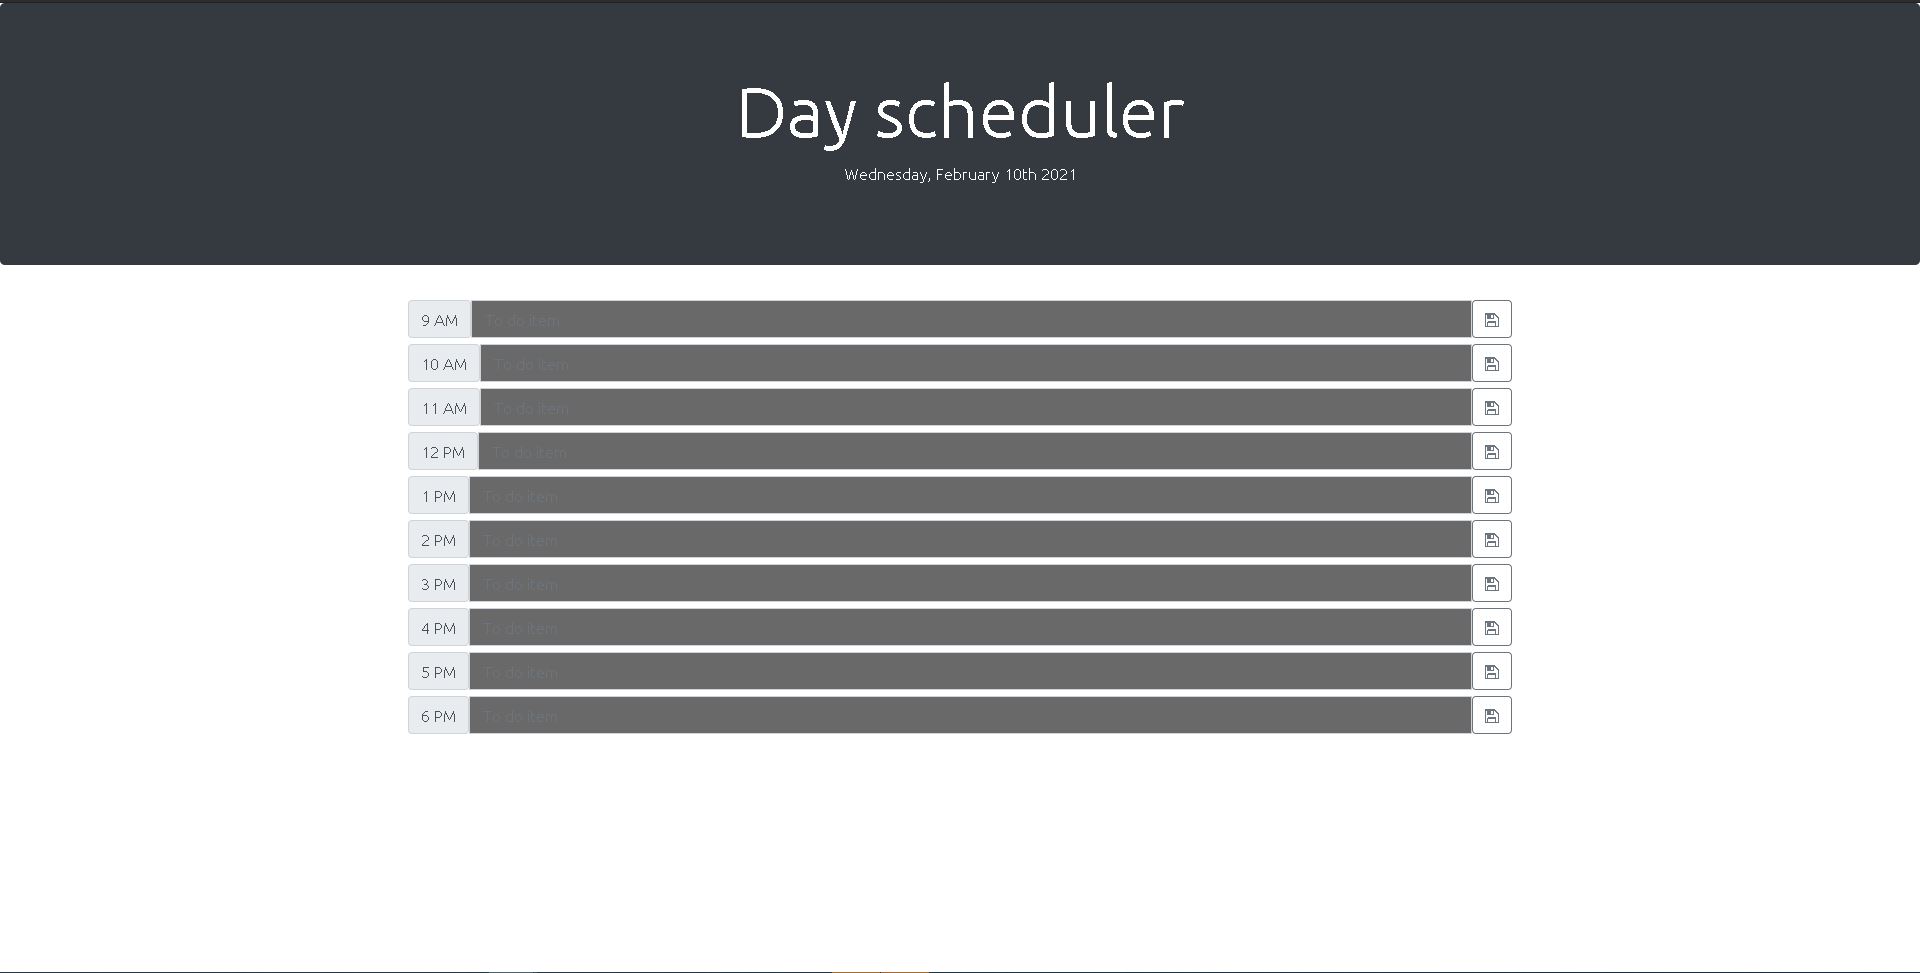 Day scheduler
Wednesday, February 10th 2021
9 AM To do item
10 AM To do item
11 AM To do item
12 PM To do item
1 PM To do item
2 PM To do item
3 PM To do item
4 PM To do item
5 PM To do item
6 PM To do item